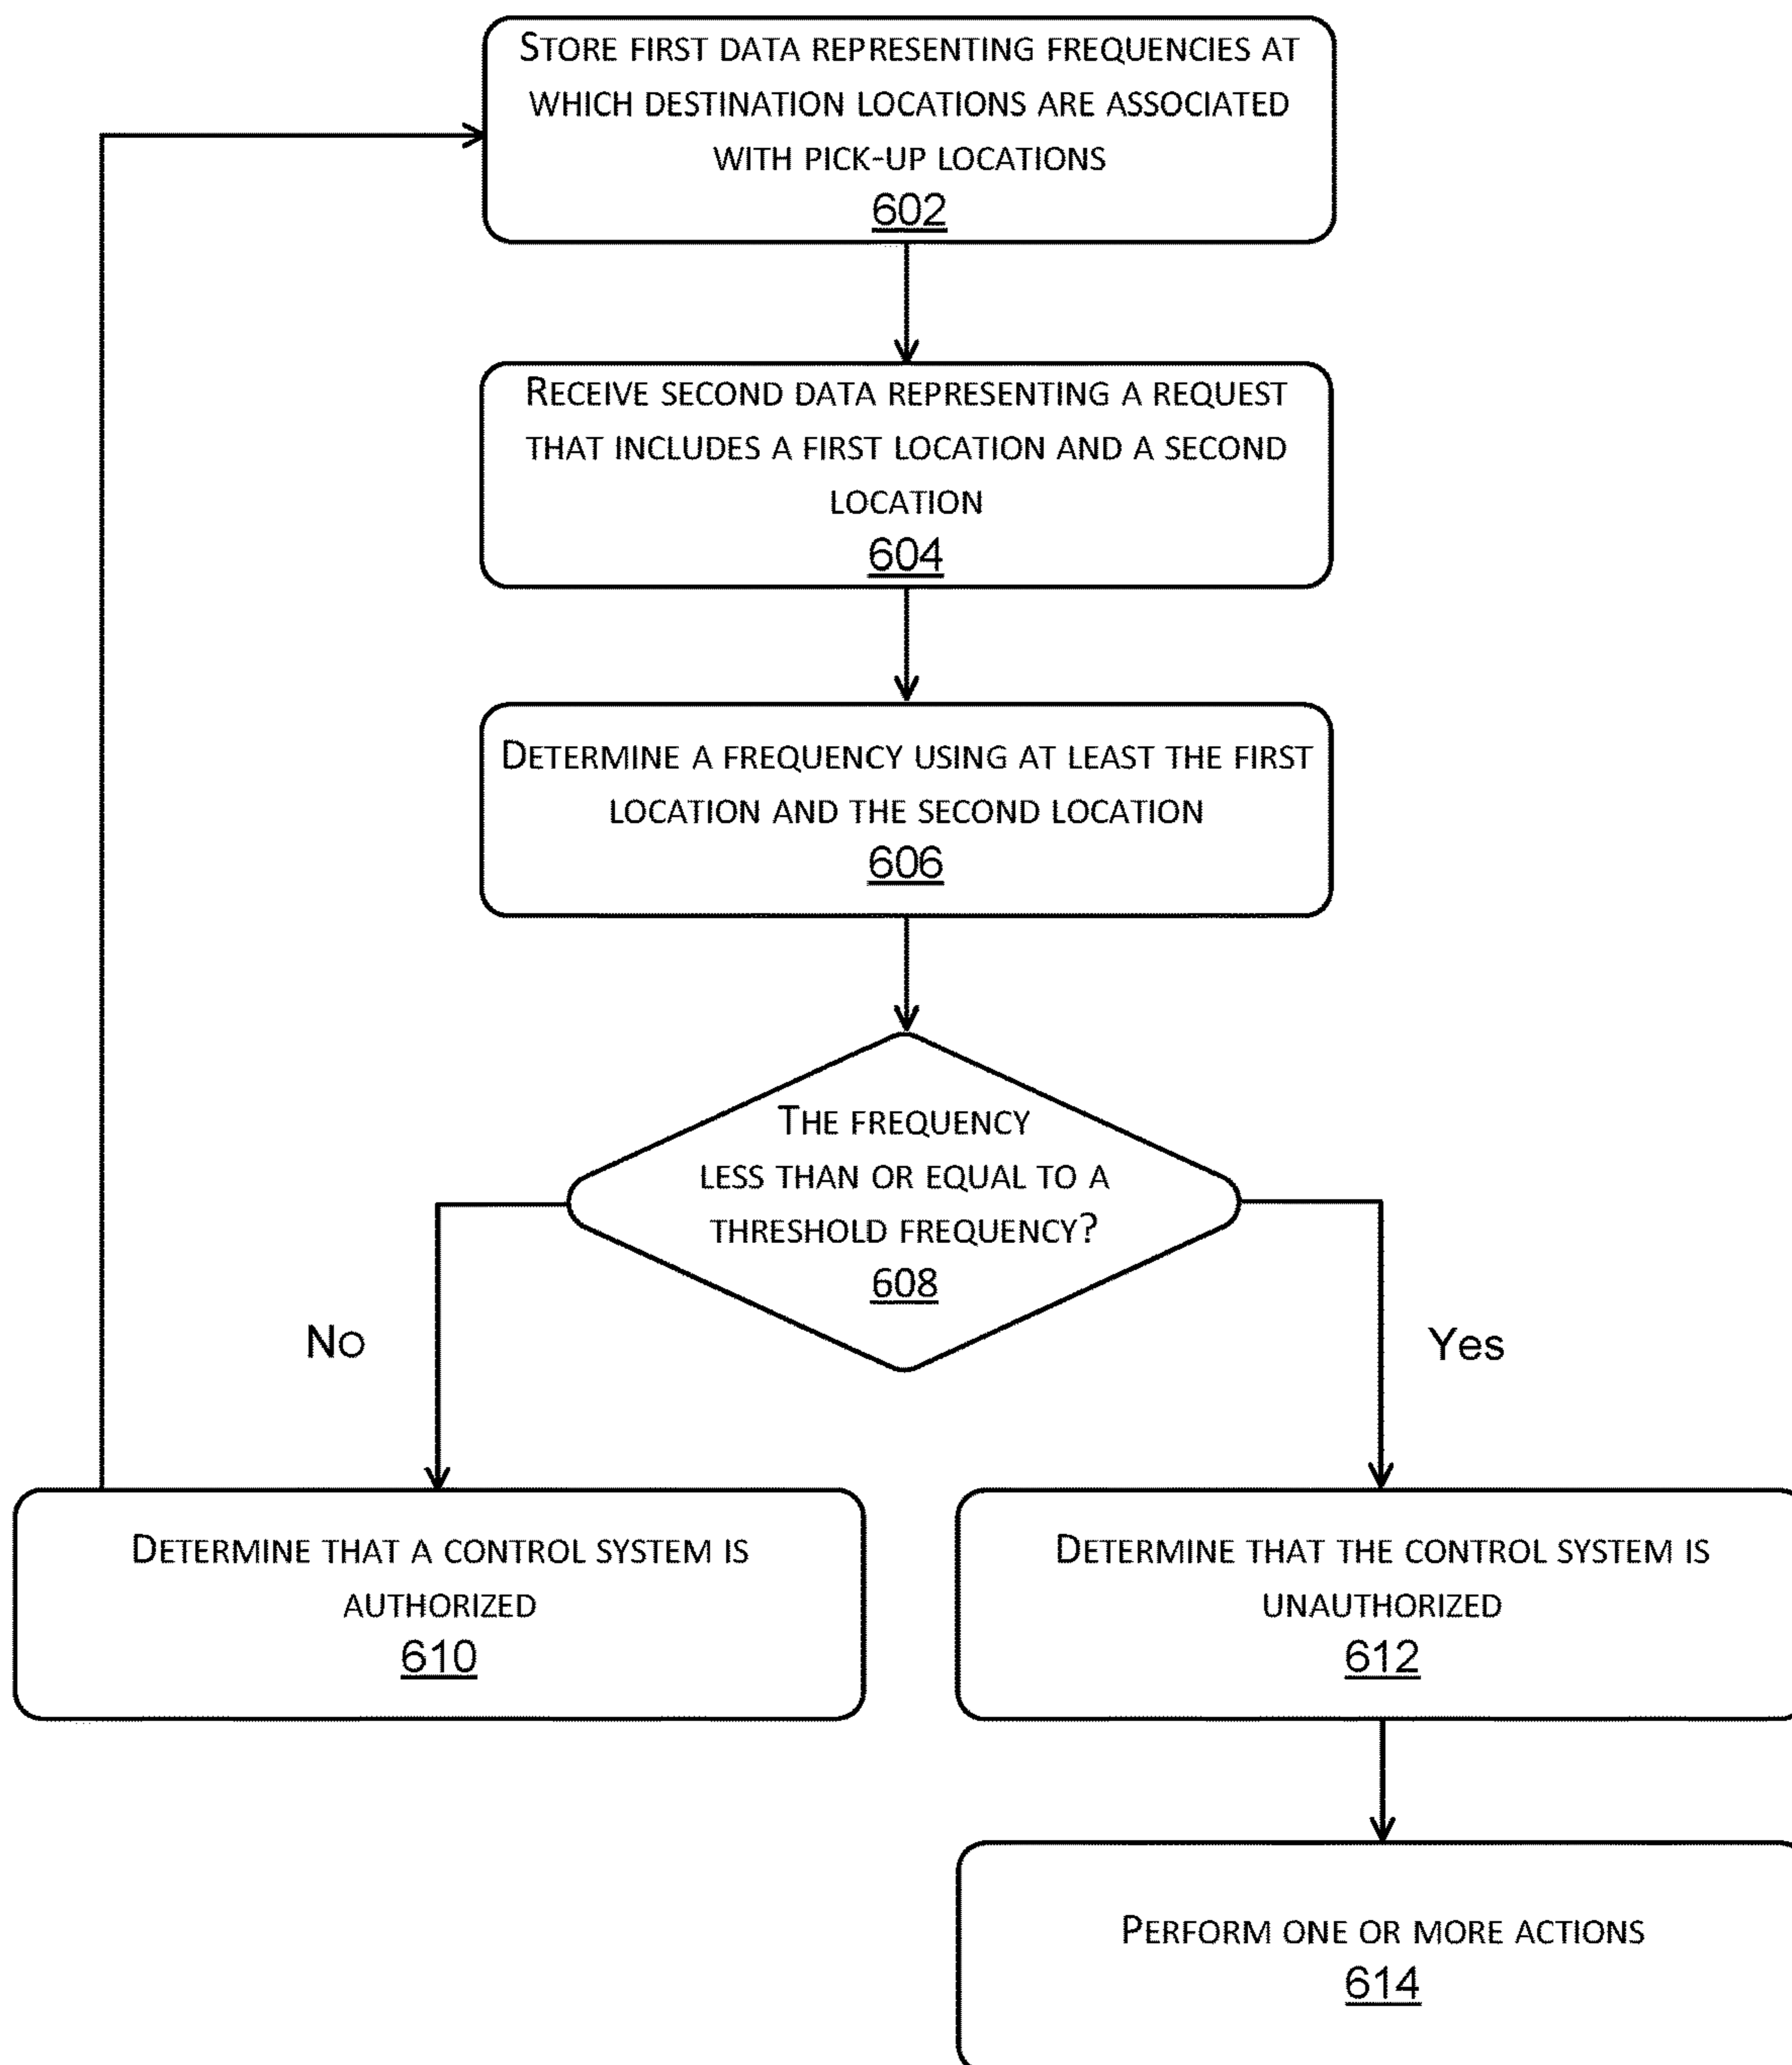 STORE FIRST DATA REPRESENTING FREQUENCIES AT
WHICH DESTINATION LOCATIONS ARE ASSOCIATED
WITH PICK-UP LOCATIONS
602
RECEIVE SECOND DATA REPRESENTING A REQUEST
THAT INCLUDES A FIRST LOCATION AND A SECOND
LOCATION
604
DETERMINE A FREQUENCY USING AT LEAST THE FIRST
LOCATION AND THE SECOND LOCATION
606
THE FREQUENCY
LESS THAN OR EQUAL TO A
THRESHOLD FREQUENCY?
608
No
Yes
DETERMINE THAT A CONTROL SYSTEM IS
AUTHORIZED
610
DETERMINE THAT THE CONTROL SYSTEM IS
UNAUTHORIZED
612
PERFORM ONE OR MORE ACTIONS
614